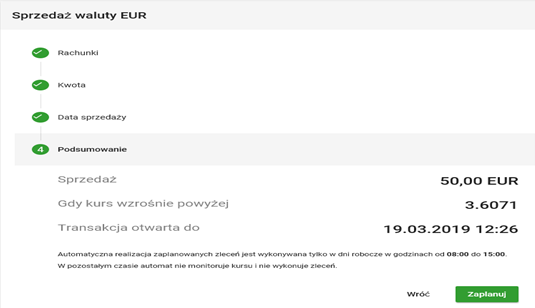 Sprzedaż waluty EUR
Rachunki
Kwota
Data sprzedaży
4 Podsumowanie
Sprzedaż 50,00 EUR
Gdy kurs wzrośnie powyżej 3.6071
Transakcja otwarta do 19.03.2019 12:26
Automatyczna realizacja zaplanowanych zleceń jest wykonywana tylko w dni robocze w godzinach od 08:00 do 15:00.
W pozostałym czasie automat nie monitoruje kursu i nie wykonuje zleceń.
Wróć Zaplanuj